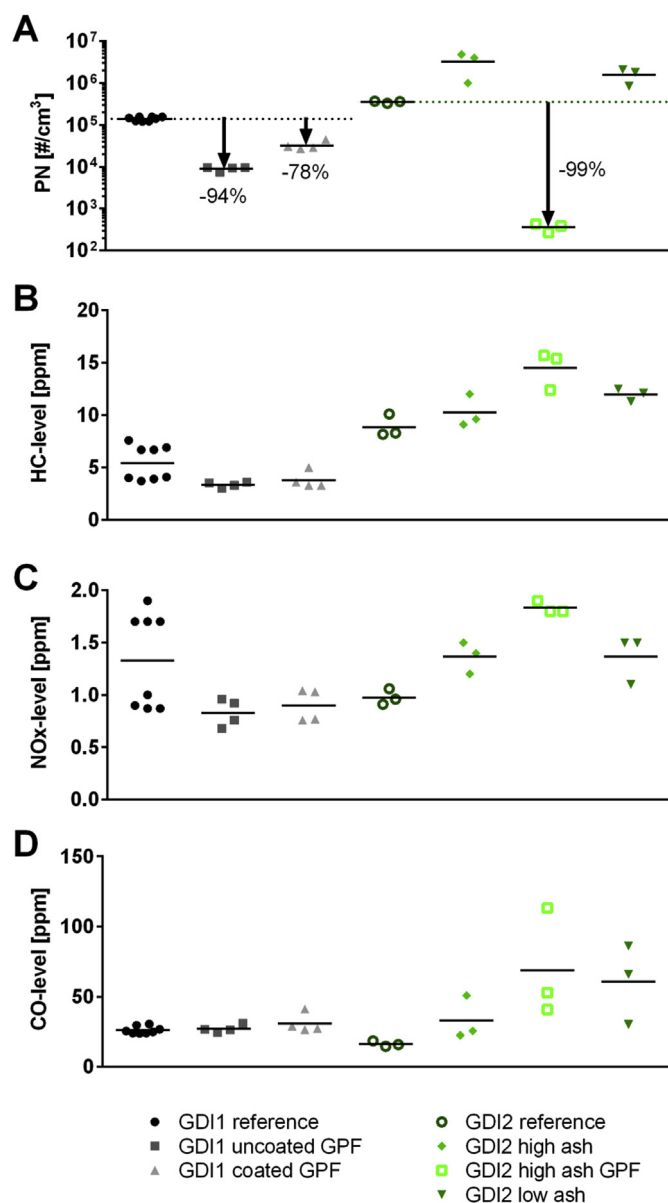 A
PN [#/cm³]
10⁷
10⁶
10⁵
10⁴
10³
10²
-94%
-78%
-99%
B
HC-level [ppm]
20
15
10
5
0
C
NOx-level [ppm]
2.0
1.5
1.0
0.5
0.0
D
CO-level [ppm]
150
100
50
0
GDI1 reference
GDI1 uncoated GPF
GDI1 coated GPF
GDI2 reference
GDI2 high ash
GDI2 high ash GPF
GDI2 low ash